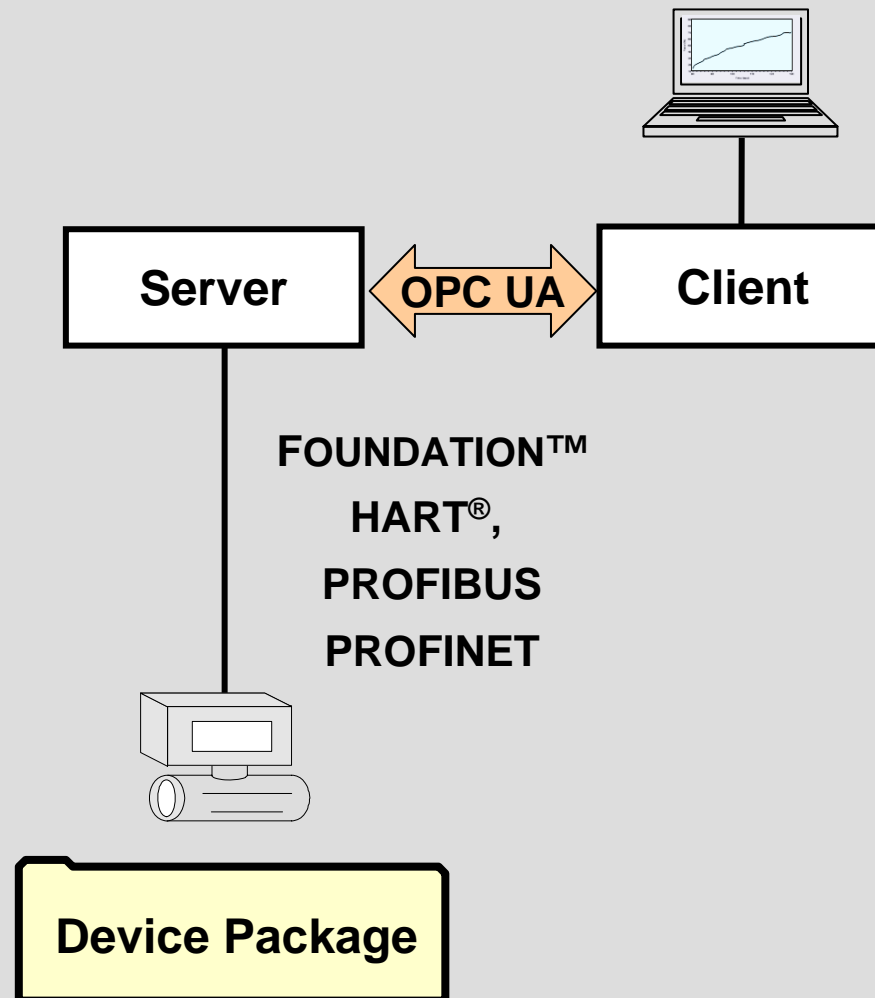 Server
OPC UA
Client
FOUNDATION™
HART®,
PROFIBUS
PROFINET
Device Package